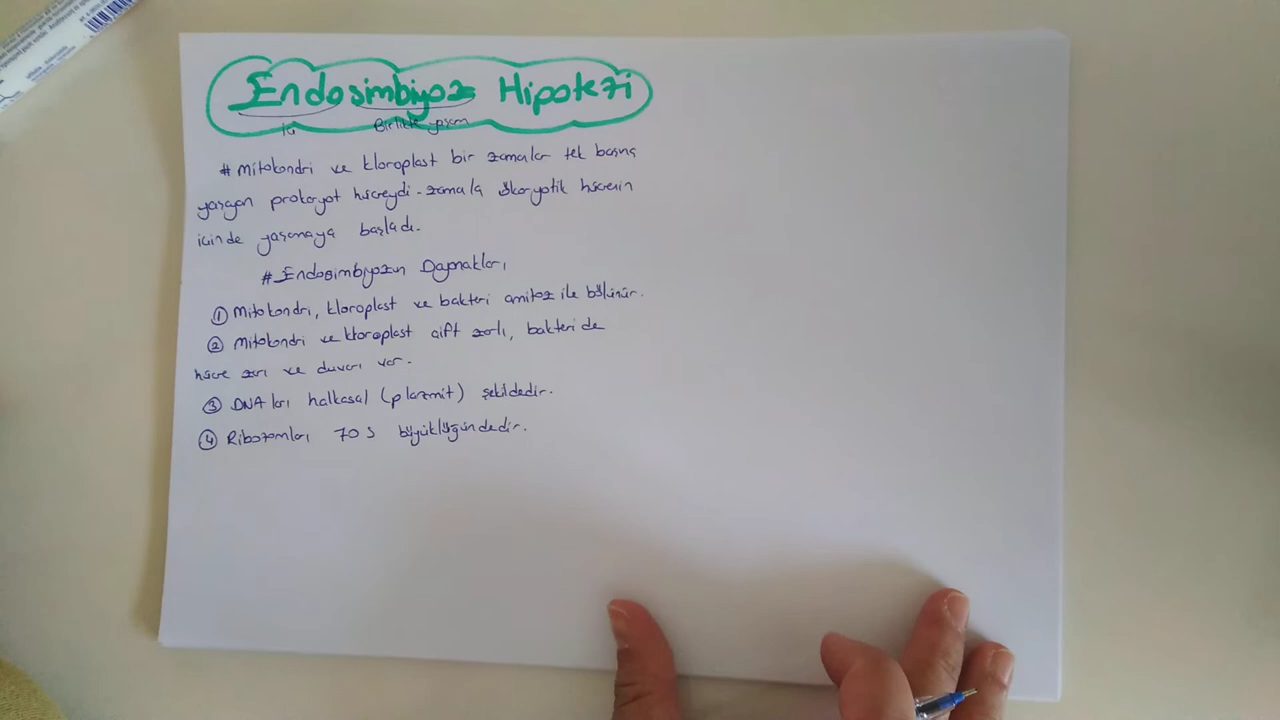 Endosimbiyoz Hipotezi
iç Birlikte yaşam
# Mitokondri ve kloroplast bir zamanlar tek başına
yaşayan prokaryot hücreydi-zamanla ökaryotik hücrenin
içinde yaşamaya başladı.
# Endosimbiyozun Dayanakları
① Mitokondri, kloroplast ve bakteri amitoz ile bölünür.
② Mitokondri ve kloroplast çift zarlı, bakteride
hücre zarı ve duvarı var.
③ DNA ları halkasal (plazmit) şekildedir.
④ Ribozomları 70 S büyüklüğündedir.